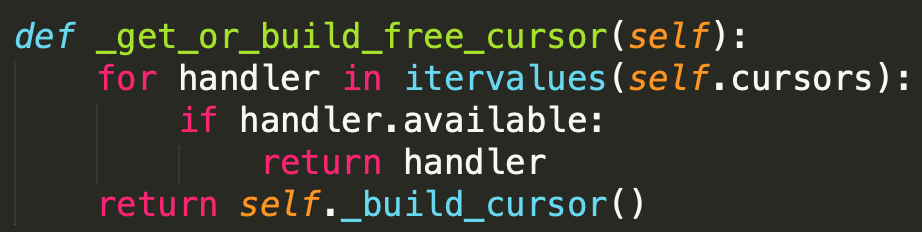 def _get_or_build_free_cursor(self):
    for handler in itervalues(self.cursors):
        if handler.available:
            return handler
    return self._build_cursor()